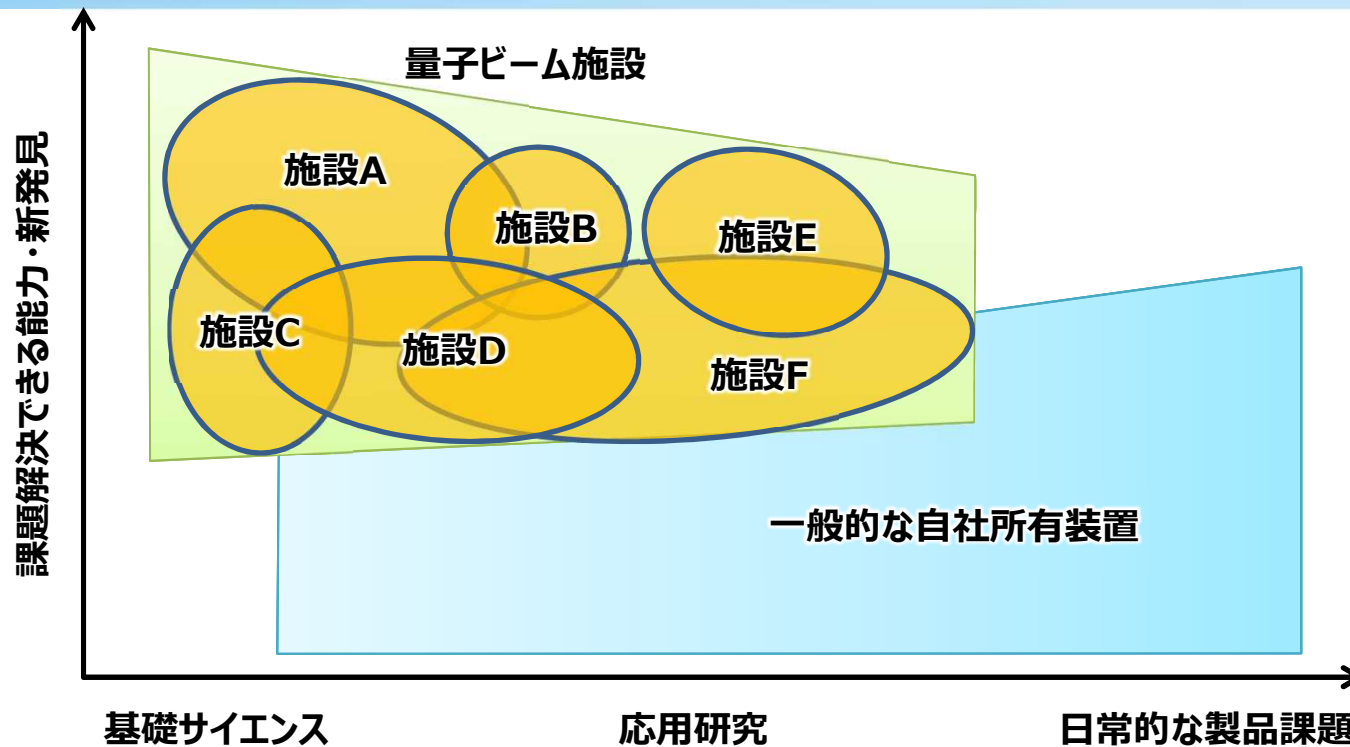 量子ビーム施設
施設A
施設B
施設E
施設C
施設D
施設F
一般的な自社所有装置
課題解決できる能力・新発見
基礎サイエンス
応用研究
日常的な製品課題